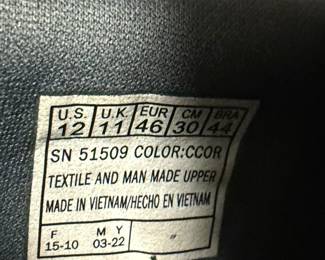 U.S. U.K. EUR CM BRA
12 11 46 30 44
SN 51509 COLOR:CCOR
TEXTILE AND MAN MADE UPPER
MADE IN VIETNAM/HECHO EN VIETNAM
F M Y
15-10 03-22